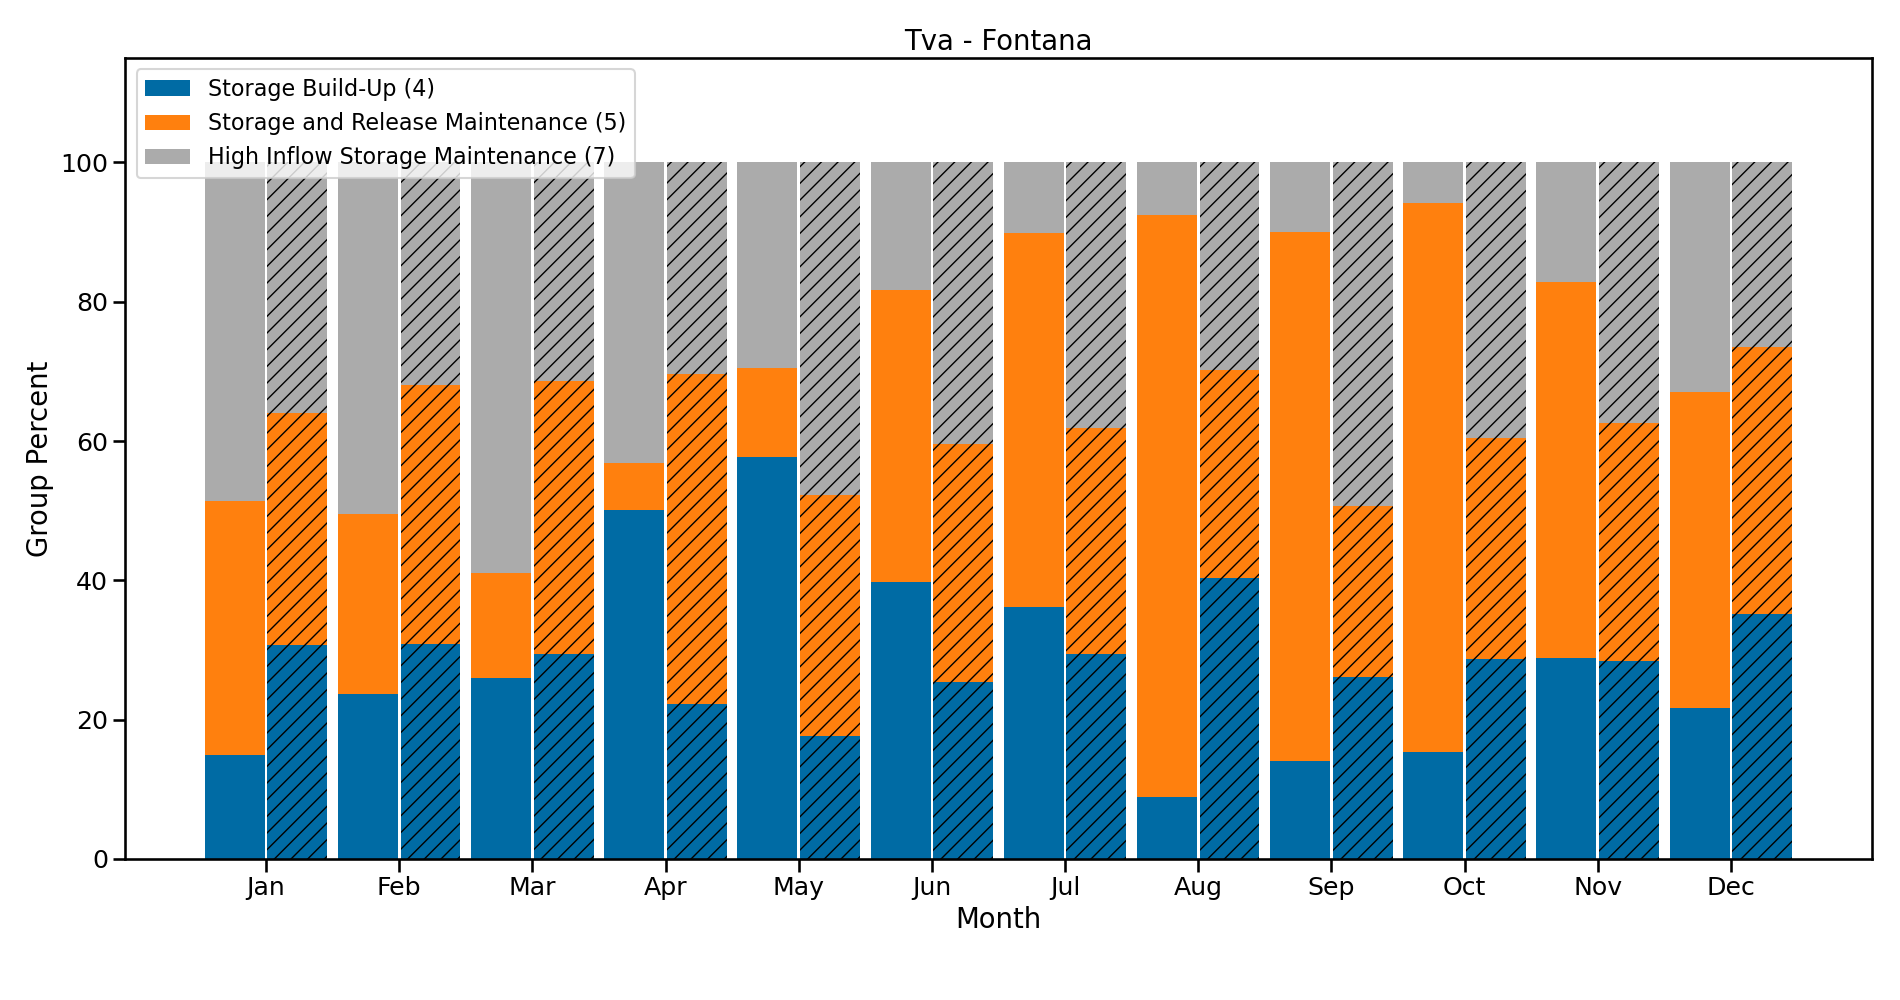 Tva - Fontana
Storage Build-Up (4)
Storage and Release Maintenance (5)
High Inflow Storage Maintenance (7)
Group Percent
100
80
60
40
20
0
Jan Feb Mar Apr May Jun Jul Aug Sep Oct Nov Dec
Month